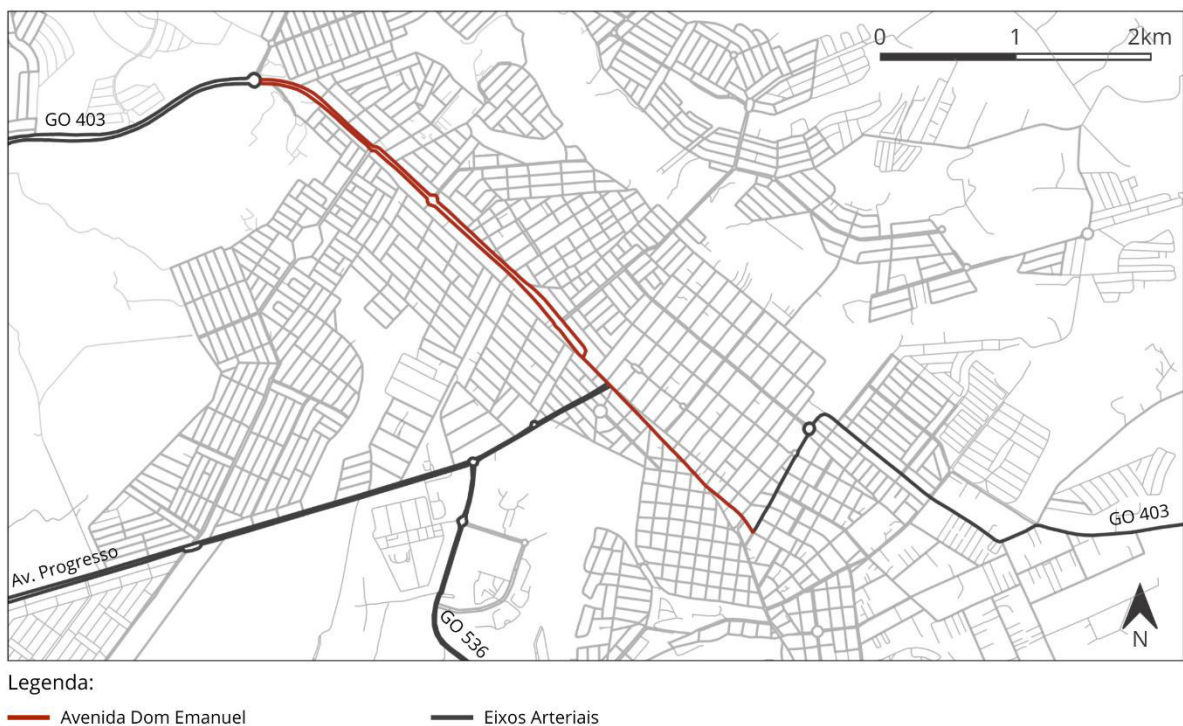 0 1 2km
GO 403
GO 403
Av. Progresso
GO 536
N
Legenda:
Avenida Dom Emanuel
Eixos Arteriais